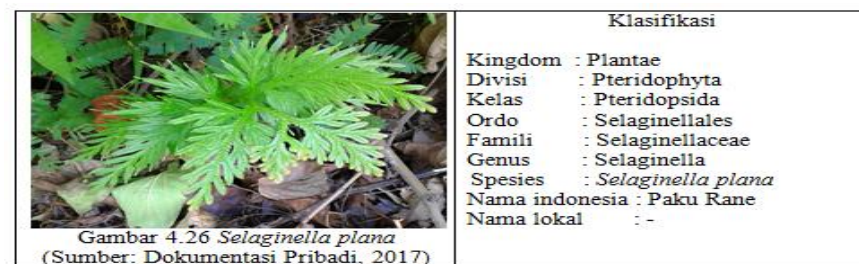 Gambar 4.26 Selaginella plana
(Sumber: Dokumentasi Pribadi, 2017)
Klasifikasi
Kingdom : Plantae
Divisi : Pteridophyta
Kelas : Pteridopsida
Ordo : Selaginellales
Famili : Selaginellaceae
Genus : Selaginella
Spesies : Selaginella plana
Nama indonesia : Paku Rane
Nama lokal : -